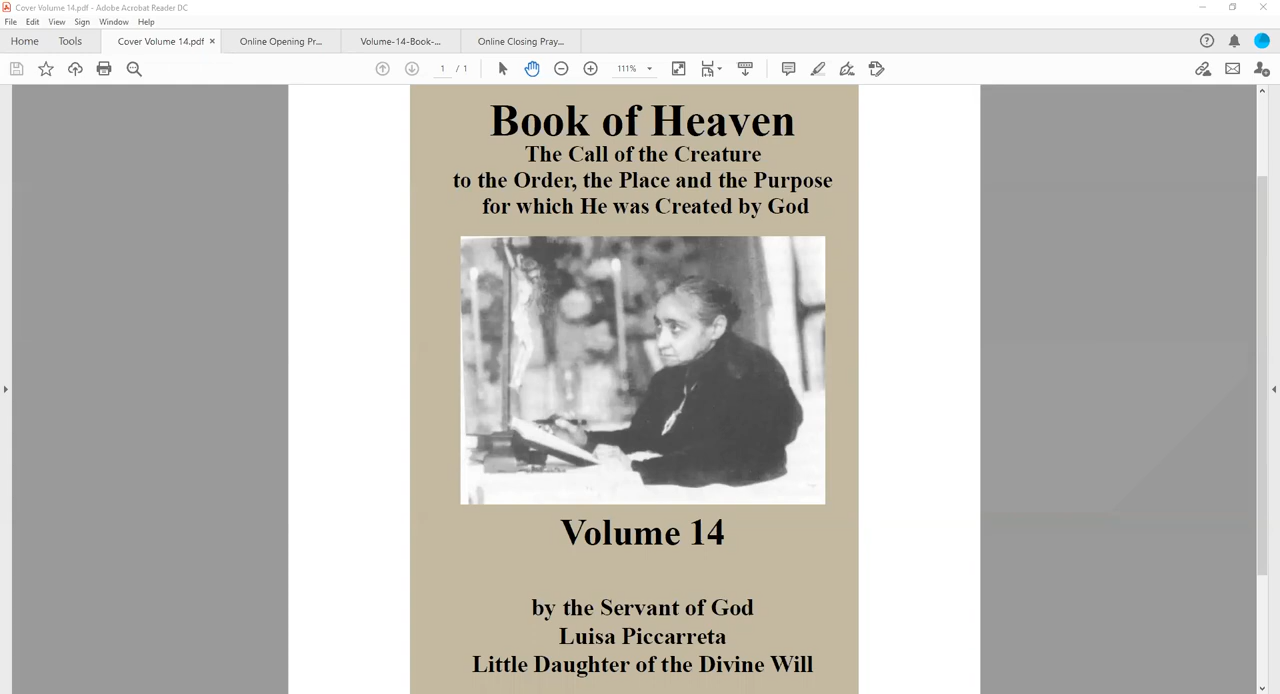 Cover Volume 14.pdf - Adobe Acrobat Reader DC
File Edit View Sign Window Help
Home Tools Cover Volume 14.pdf × Online Opening Pr... Volume-14-Book-... Online Closing Pray...
1 / 1 111%
Book of Heaven
The Call of the Creature
to the Order, the Place and the Purpose
for which He was Created by God
Volume 14
by the Servant of God
Luisa Piccarreta
Little Daughter of the Divine Will